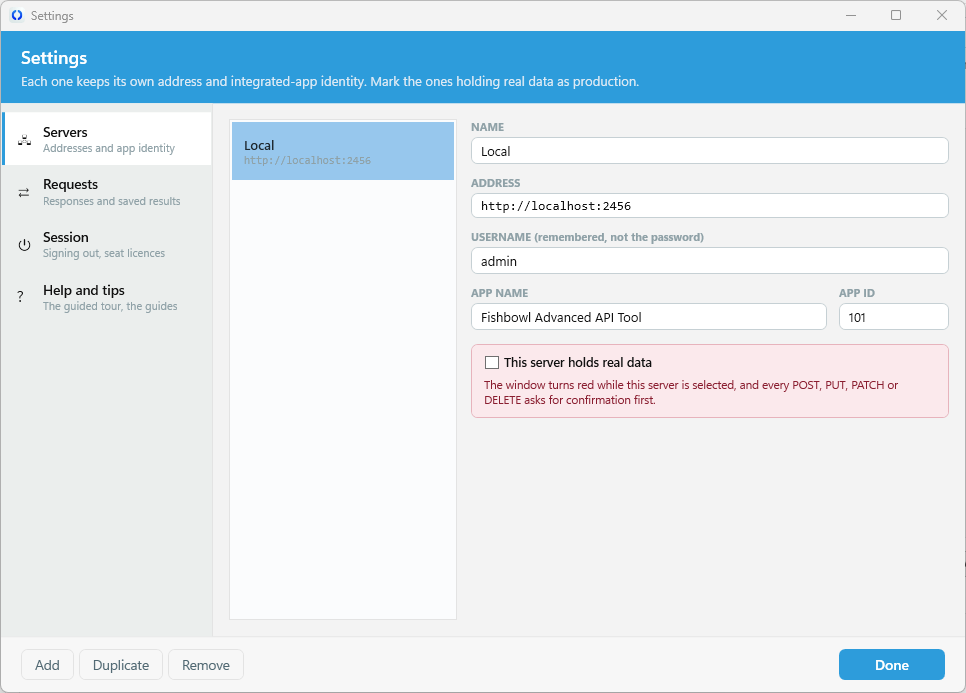 Settings
Settings
Each one keeps its own address and integrated-app identity. Mark the ones holding real data as production.
Servers
Addresses and app identity
Requests
Responses and saved results
Session
Signing out, seat licences
? Help and tips
The guided tour, the guides
Local
http://localhost:2456
NAME
Local
ADDRESS
http://localhost:2456
USERNAME (remembered, not the password)
admin
APP NAME
APP ID
Fishbowl Advanced API Tool
101
This server holds real data
The window turns red while this server is selected, and every POST, PUT, PATCH or
DELETE asks for confirmation first.
Add
Duplicate
Remove
Done